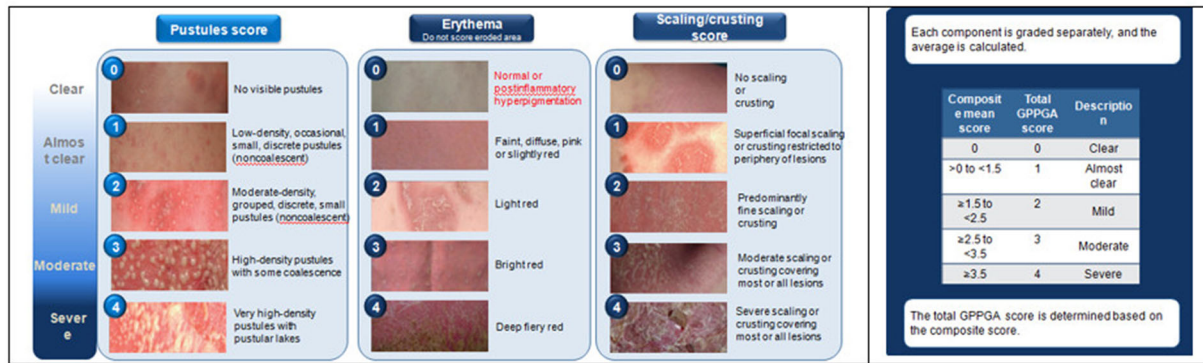 Pustules score
Erythema
Do not score eroded area
Scaling/crusting
score
Clear
0
No visible pustules
0
Normal or
postinflammatory
hyperpigmentation
0
No scaling
or
crusting
Almos
t clear
1
Low-density, occasional,
small, discrete pustules
(noncoalescent)
1
Faint, diffuse, pink
or slightly red
1
Superficial focal scaling
or crusting restricted to
periphery of lesions
Mild
2
Moderate-density,
grouped, discrete, small
pustules (noncoalescent)
2
Light red
2
Predominantly
fine scaling or
crusting
Moderate
3
High-density pustules
with some coalescence
3
Bright red
3
Moderate scaling or
crusting covering
most or all lesions
Sever
e
4
Very high-density
pustules with
pustular lakes
4
Deep fiery red
4
Severe scaling or
crusting covering
most or all lesions
Each component is graded separately, and the
average is calculated.
Composit
e mean
score
Total
GPPGA
score
Descriptio
n
0 0 Clear
>0 to <1.5 1 Almost
clear
≥1.5 to
<2.5 2 Mild
≥2.5 to
<3.5 3 Moderate
≥3.5 4 Severe
The total GPPGA score is determined based on
the composite score.